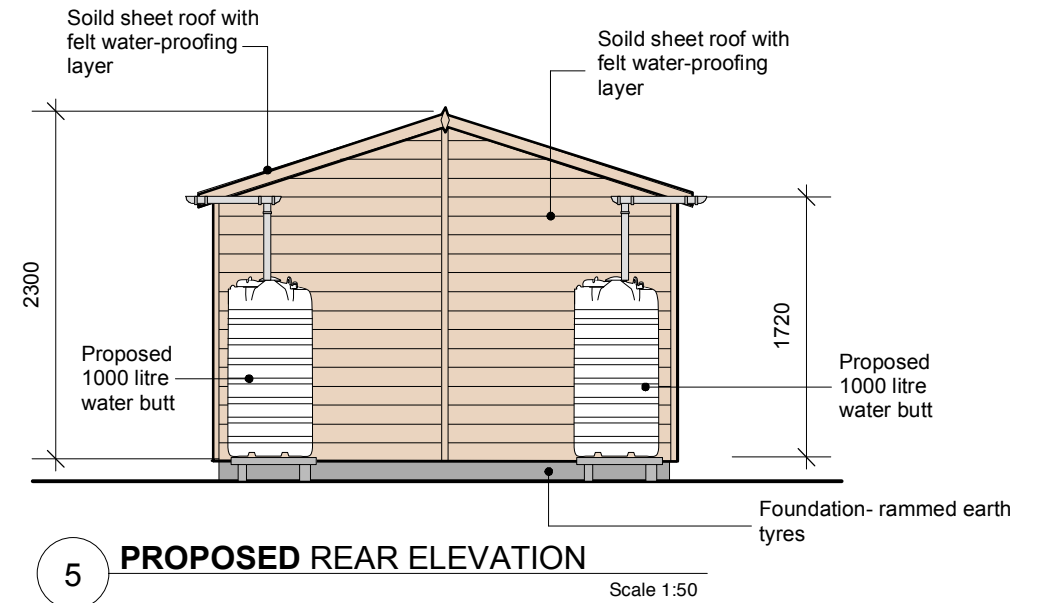 Soild sheet roof with
felt water-proofing
layer
Soild sheet roof with
felt water-proofing
layer
2300
1720
Proposed
1000 litre
water butt
Proposed
1000 litre
water butt
Foundation- rammed earth
tyres
5
PROPOSED REAR ELEVATION
Scale 1:50